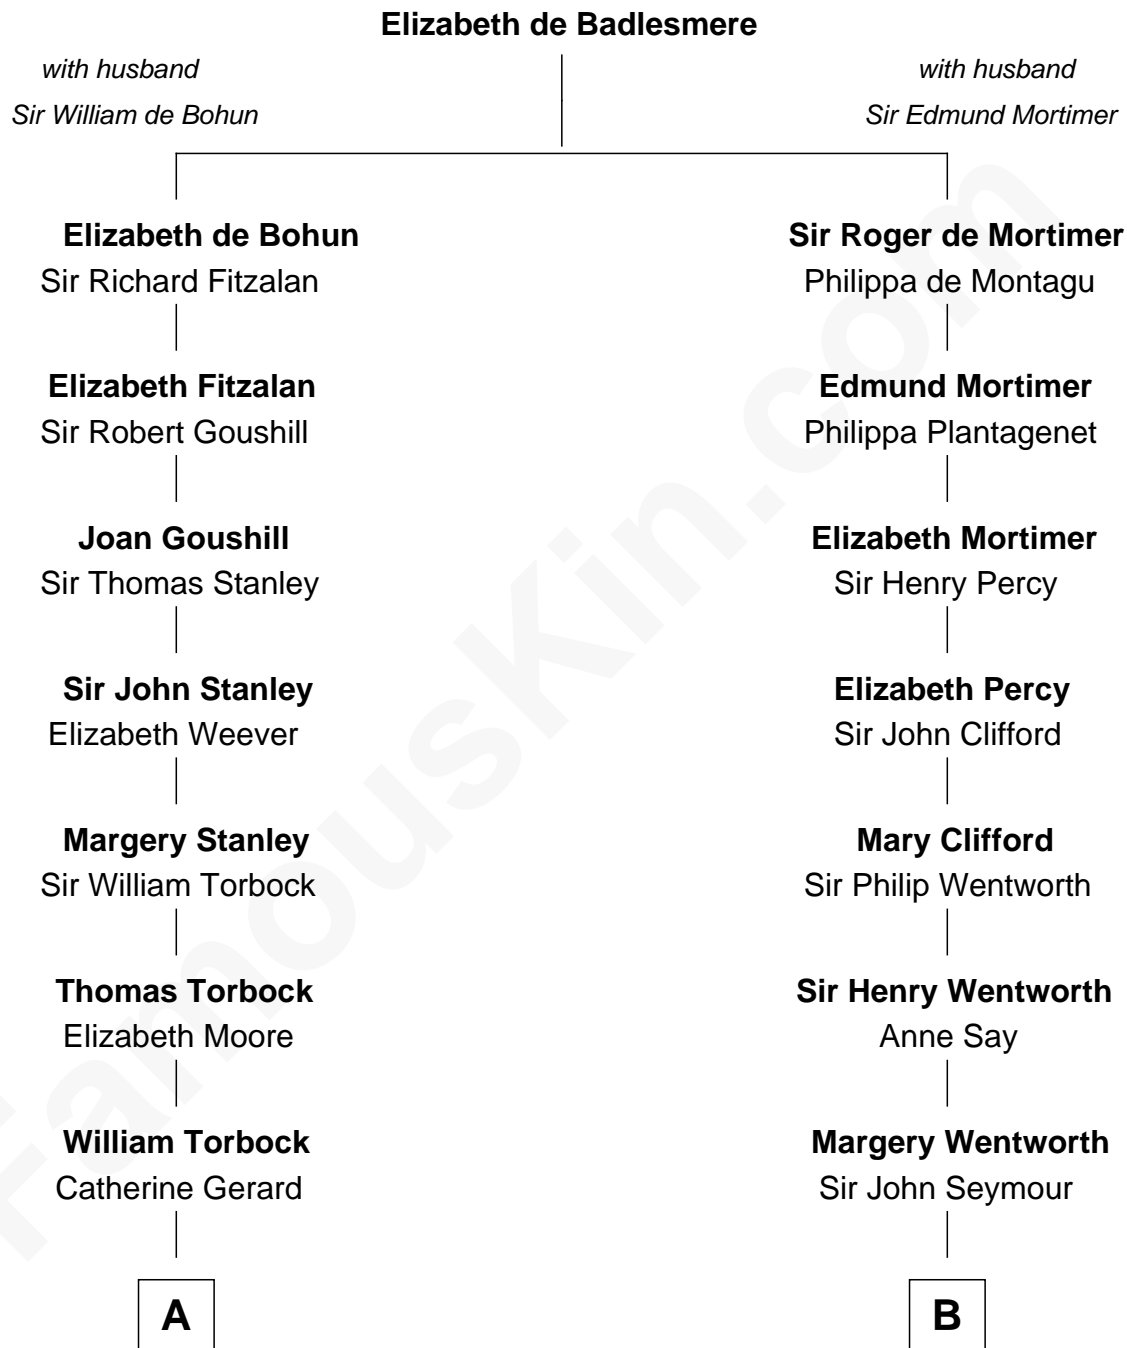 Elizabeth de Badlesmere
with husband
Sir William de Bohun
with husband
Sir Edmund Mortimer
Elizabeth de Bohun
Sir Richard Fitzalan
Elizabeth Fitzalan
Sir Robert Goushill
Joan Goushill
Sir Thomas Stanley
Sir John Stanley
Elizabeth Weever
Margery Stanley
Sir William Torbock
Thomas Torbock
Elizabeth Moore
William Torbock
Catherine Gerard
A
Sir Roger de Mortimer
Philippa de Montagu
Edmund Mortimer
Philippa Plantagenet
Elizabeth Mortimer
Sir Henry Percy
Elizabeth Percy
Sir John Clifford
Mary Clifford
Sir Philip Wentworth
Sir Henry Wentworth
Anne Say
Margery Wentworth
Sir John Seymour
B
FamousKin.com